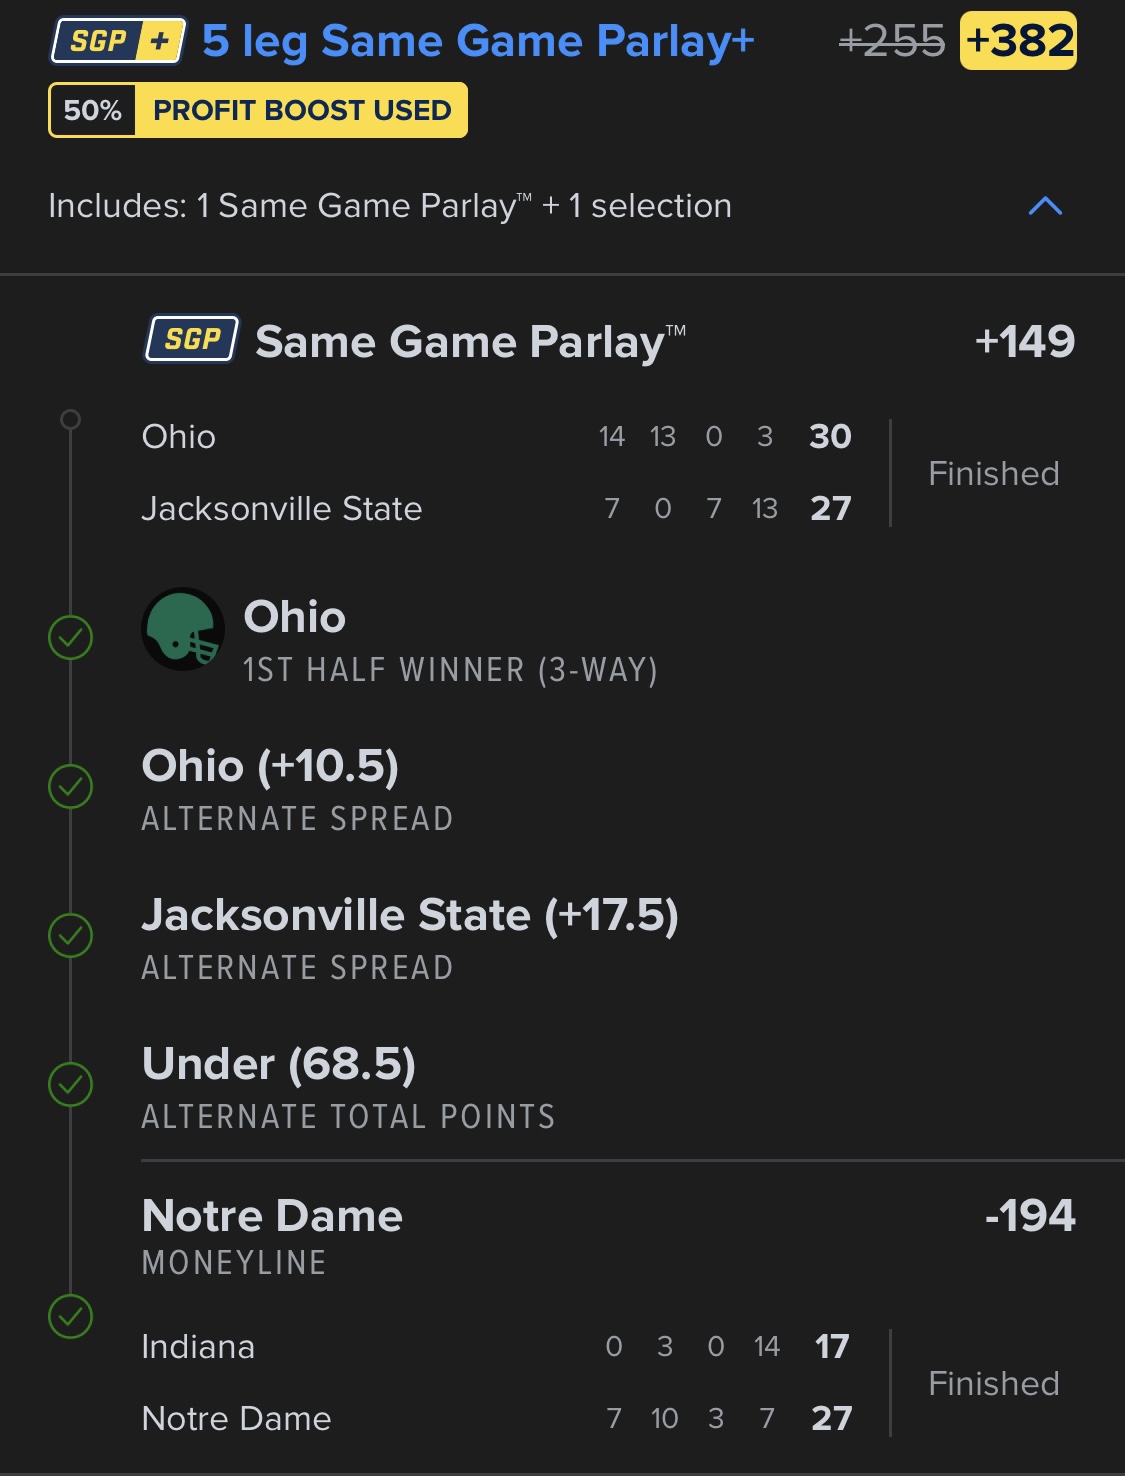 SGP + 5 leg Same Game Parlay+ +255 +382
50% PROFIT BOOST USED
Includes: 1 Same Game Parlay™ + 1 selection
SGP Same Game Parlay™ +149
Ohio 14 13 0 3 30
Finished
Jacksonville State 7 0 7 13 27
Ohio
1ST HALF WINNER (3-WAY)
Ohio (+10.5)
ALTERNATE SPREAD
Jacksonville State (+17.5)
ALTERNATE SPREAD
Under (68.5)
ALTERNATE TOTAL POINTS
Notre Dame -194
MONEYLINE
Indiana 0 3 0 14 17
Finished
Notre Dame 7 10 3 7 27